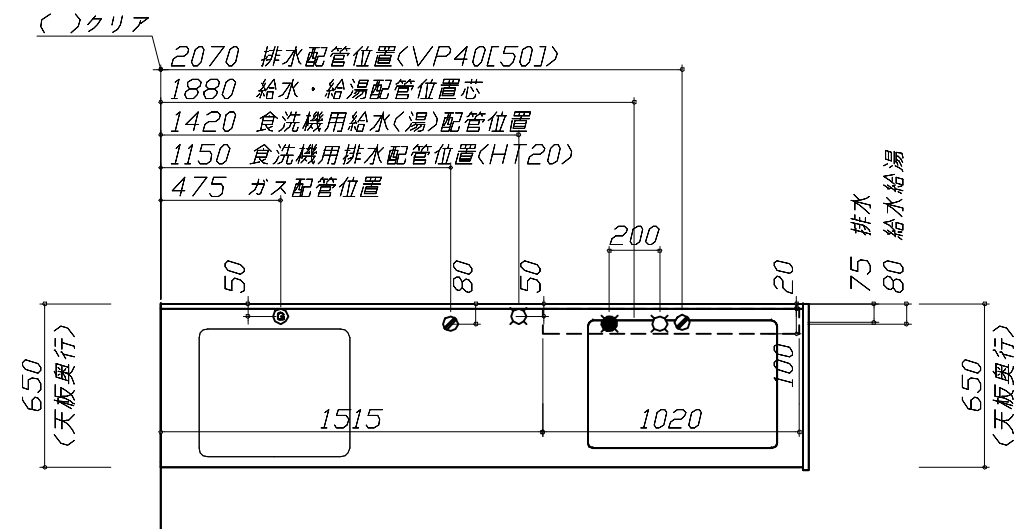 ( )クリア
2070 排水配管位置(VP40[50])
1880 給水・給湯配管位置芯
1420 食洗機用給水(湯)配管位置
1150 食洗機用排水配管位置(HT20)
475 ガス配管位置
75 排水
80 給水給湯
200
50
80
50
20
G
100
650
(天板奥行)
1515
1020
650
(天板奥行)